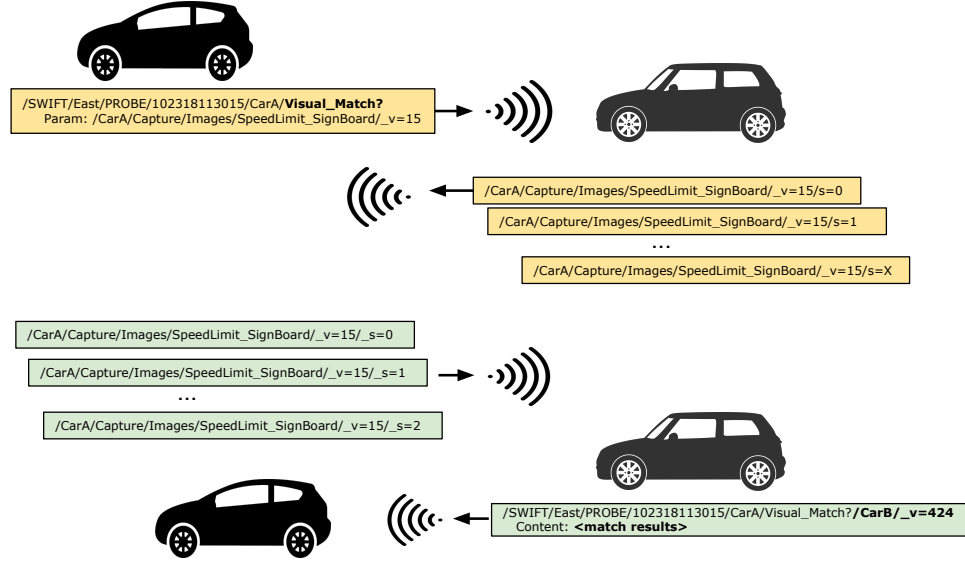 /SWIFT/East/PROBE/102318113015/CarA/Visual_Match?
Param: /CarA/Capture/Images/SpeedLimit_SignBoard/_v=15
/CarA/Capture/Images/SpeedLimit_SignBoard/_v=15/s=0
/CarA/Capture/Images/SpeedLimit_SignBoard/_v=15/s=1
...
/CarA/Capture/Images/SpeedLimit_SignBoard/_v=15/s=X
/CarA/Capture/Images/SpeedLimit_SignBoard/_v=15/_s=0
/CarA/Capture/Images/SpeedLimit_SignBoard/_v=15/_s=1
...
/CarA/Capture/Images/SpeedLimit_SignBoard/_v=15/_s=2
/SWIFT/East/PROBE/102318113015/CarA/Visual_Match?/CarB/_v=424
Content: <match results>